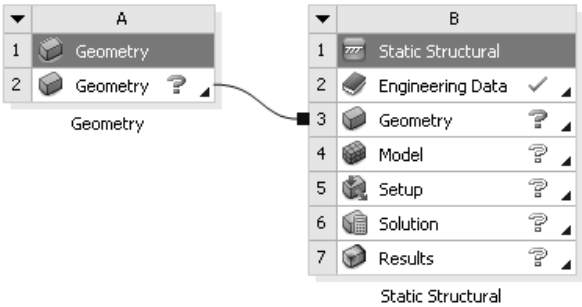 A
1 Geometry
2 Geometry ?
Geometry
B
1 Static Structural
2 Engineering Data ✓
3 Geometry ?
4 Model ?
5 Setup ?
6 Solution ?
7 Results ?
Static Structural